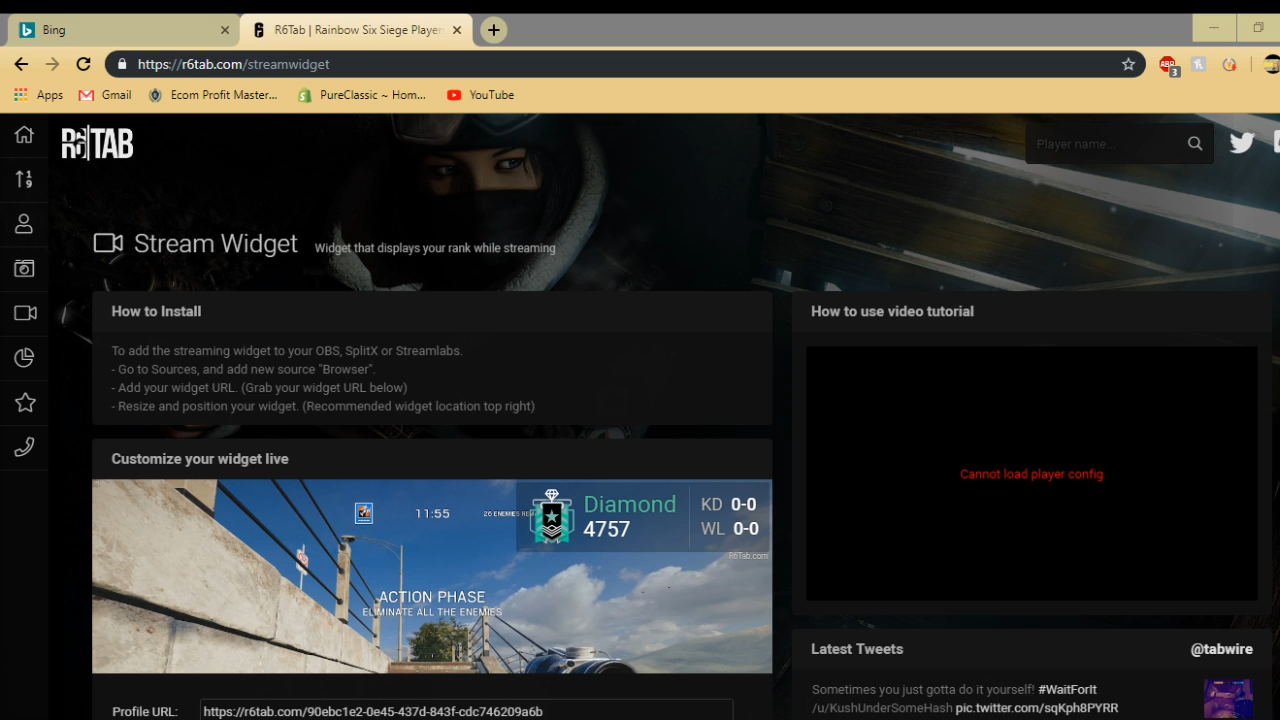 Bing
R6Tab | Rainbow Six Siege Player
https://r6tab.com/streamwidget
ABP
3
Apps
Gmail
Ecom Profit Master...
PureClassic ~ Hom...
YouTube
R6TAB
Player name...
Stream Widget
Widget that displays your rank while streaming
How to Install
To add the streaming widget to your OBS, SplitX or Streamlabs.
- Go to Sources, and add new source "Browser".
- Add your widget URL. (Grab your widget URL below)
- Resize and position your widget. (Recommended widget location top right)
How to use video tutorial
Cannot load player config
Customize your widget live
11:55
26 ENEMIES
Diamond
4757
KD 0-0
WL 0-0
R6Tab.com
ACTION PHASE
ELIMINATE ALL THE ENEMIES
Profile URL:
https://r6tab.com/90ebc1e2-0e45-437d-843f-cdc746209a6b
Latest Tweets
@tabwire
Sometimes you just gotta do it yourself! #WaitForIt
/u/KushUnderSomeHash pic.twitter.com/sqKph8PYRR